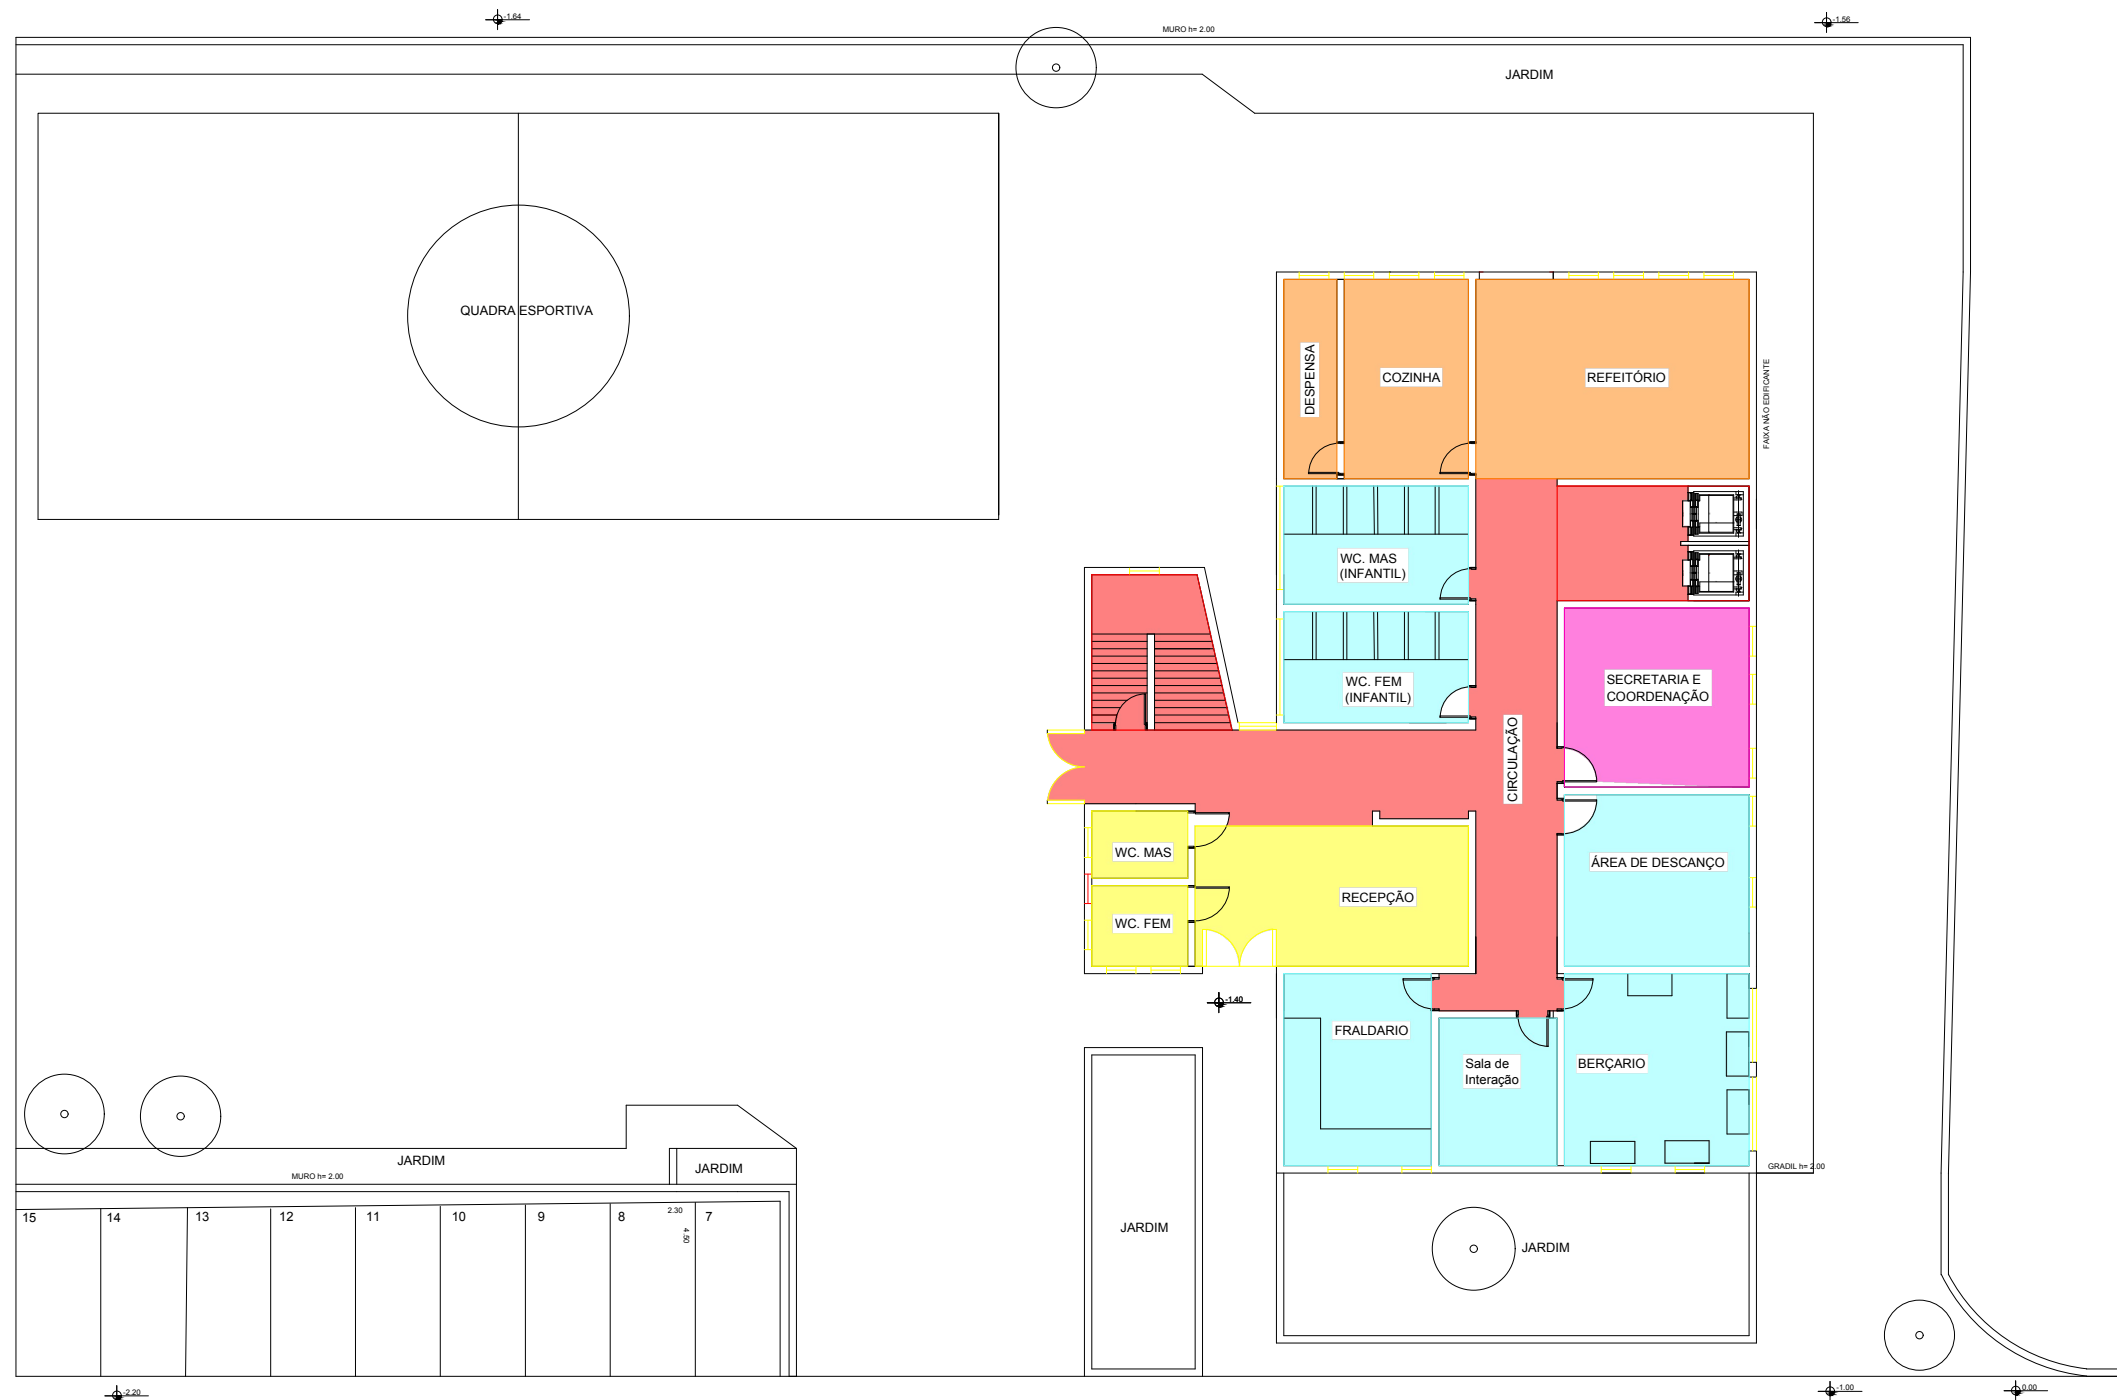 -1.64
-1.56
MURO h= 2.00
JARDIM
QUADRA ESPORTIVA
DESPENSA
COZINHA
REFEITÓRIO
FAIXA NÃO EDIFICANTE
WC. MAS
(INFANTIL)
WC. FEM
(INFANTIL)
SECRETARIA E
COORDENAÇÃO
CIRCULAÇÃO
WC. MAS
ÁREA DE DESCANÇO
RECEPÇÃO
WC. FEM
-1.40
FRALDARIO
Sala de
Interação
BERÇARIO
JARDIM
JARDIM
GRADIL h= 2.00
MURO h= 2.00
15
14
13
12
11
10
9
8
2.30
4.50
7
JARDIM
JARDIM
-2.20
-1.00
0.00